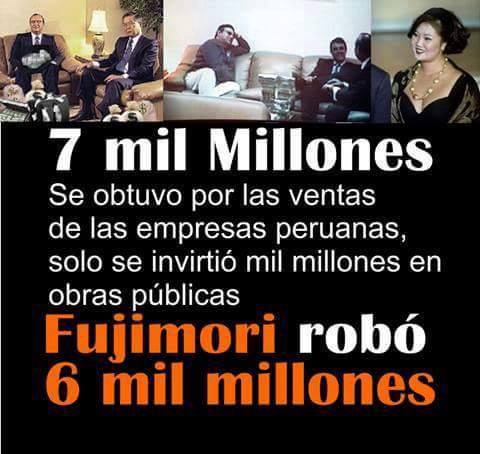 7 mil Millones
Se obtuvo por las ventas
de las empresas peruanas,
solo se invirtió mil millones en
obras públicas
Fujimori robó
6 mil millones